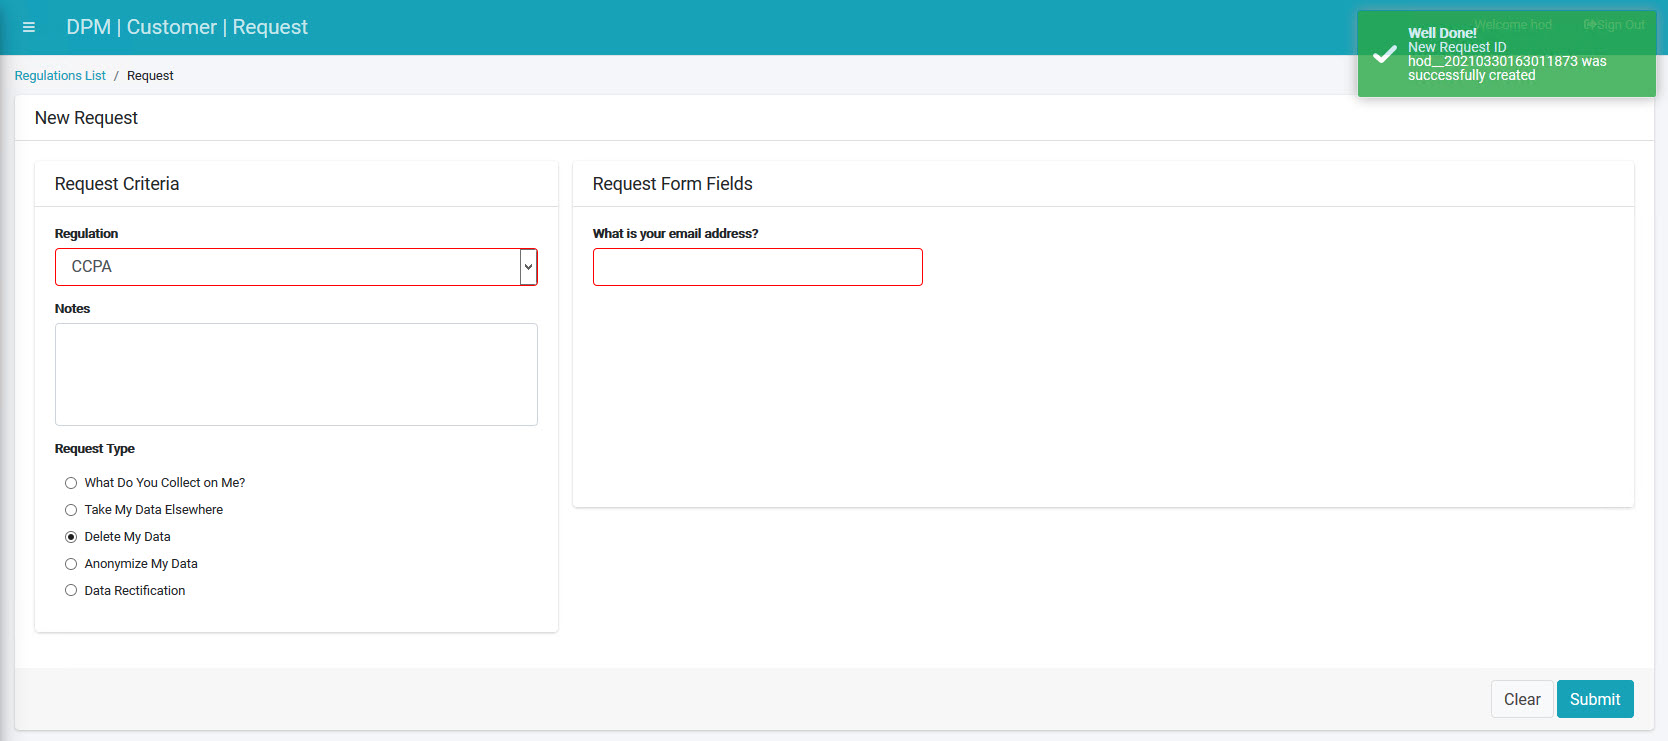 DPM | Customer | Request
Welcome hod
Sign Out
Well Done!
New Request ID
hod__20210330163011873 was
successfully created
Regulations List / Request
New Request
Request Criteria
Regulation
CCPA
Notes
Request Type
What Do You Collect on Me?
Take My Data Elsewhere
Delete My Data
Anonymize My Data
Data Rectification
Request Form Fields
What is your email address?
Clear
Submit